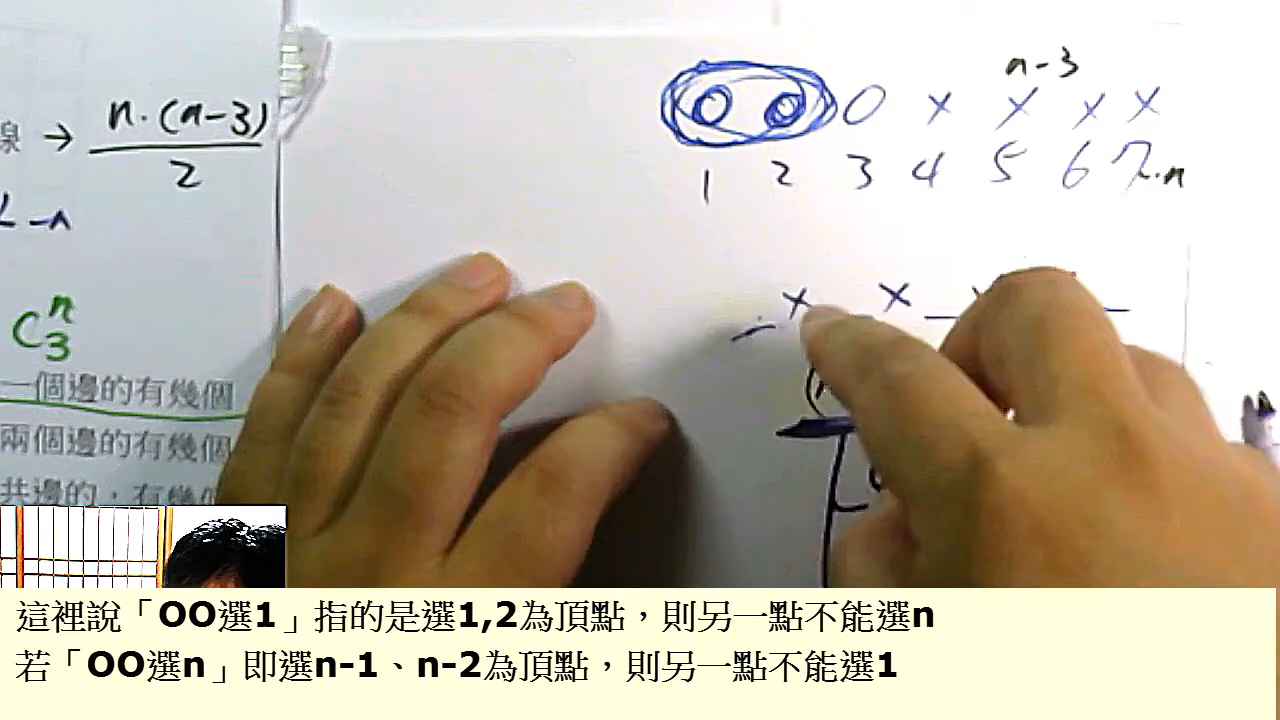 線 → n·(n-3) / 2
-n
C n 3
一個邊的有幾個
兩個邊的有幾個
共邊的，有幾個
n-3
O O O × × × ×
1 2 3 4 5 6 7...n
× ×
這裡說「OO選1」指的是選1,2為頂點，則另一點不能選n
若「OO選n」即選n-1、n-2為頂點，則另一點不能選1